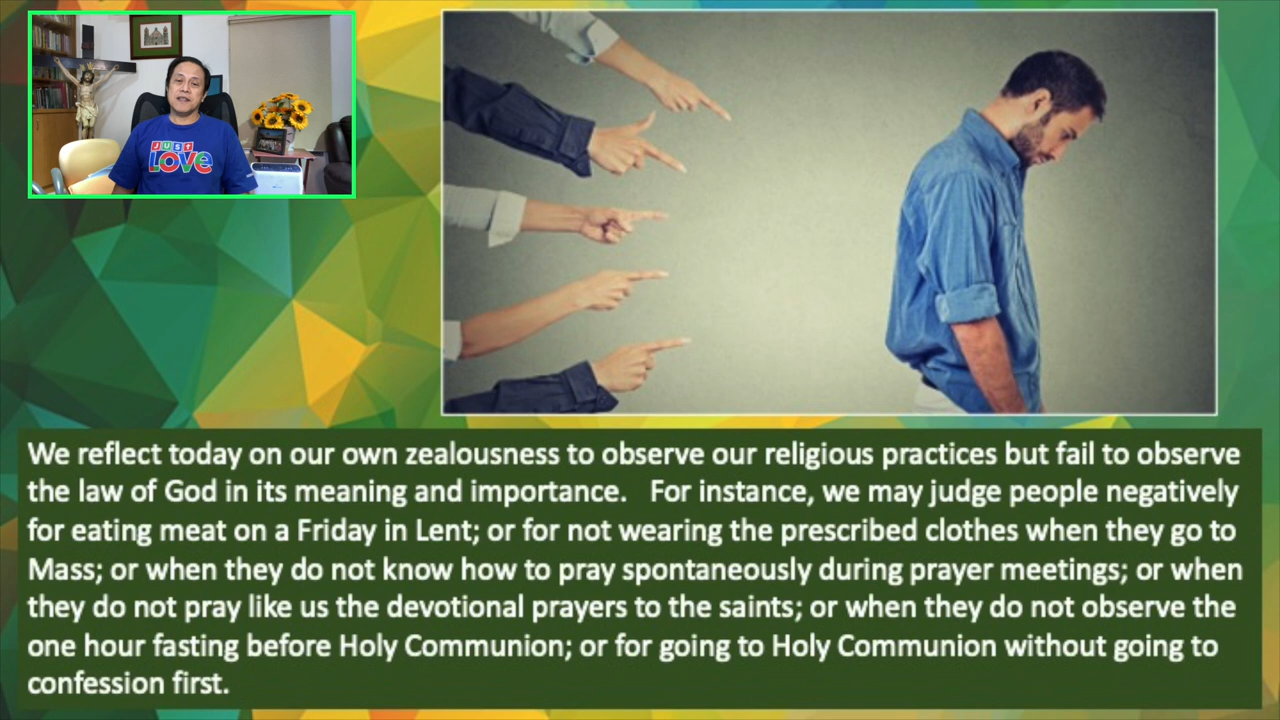 JUST
LOVE
We reflect today on our own zealousness to observe our religious practices but fail to observe
the law of God in its meaning and importance.   For instance, we may judge people negatively
for eating meat on a Friday in Lent; or for not wearing the prescribed clothes when they go to
Mass; or when they do not know how to pray spontaneously during prayer meetings; or when
they do not pray like us the devotional prayers to the saints; or when they do not observe the
one hour fasting before Holy Communion; or for going to Holy Communion without going to
confession first.